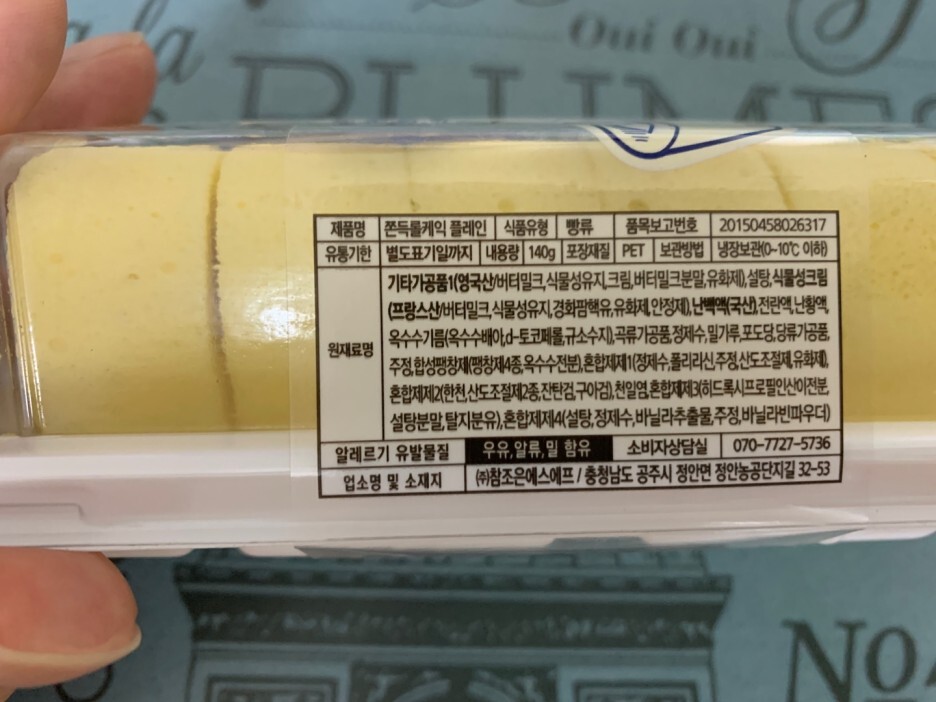 Oui Oui
제품명 쫀득롤케익 플레인 식품유형 빵류 품목보고번호 20150458026317
유통기한 별도표기일까지 내용량 140g 포장재질 PET 보관방법 냉장보관(0~10℃ 이하)
원재료명
기타가공품1(영국산/버터밀크,식물성유지,크림,버터밀크분말,유화제),설탕,식물성크림
(프랑스산/버터밀크,식물성유지,경화팜핵유,유화제,안정제),난백액(국산),전란액,난황액,
옥수수기름(옥수수배아,d-토코페롤,규소수지),곡류가공품,정제수,밀가루,포도당,당류가공품,
주정,합성팽창제(팽창제4종,옥수수전분),혼합제제1(정제수,폴리리신,주정,산도조절제,유화제),
혼합제제2(한천,산도조절제2종,잔탄검,구아검),천일염,혼합제제3(히드록시프로필인산이전분,
설탕분말,탈지분유),혼합제제4(설탕,정제수,바닐라추출물,주정,바닐라빈파우더)
알레르기 유발물질 우유,알류,밀 함유 소비자상담실 070-7727-5736
업소명 및 소재지 ㈜참조은에스에프 / 충청남도 공주시 정안면 정안농공단지길 32-53
No